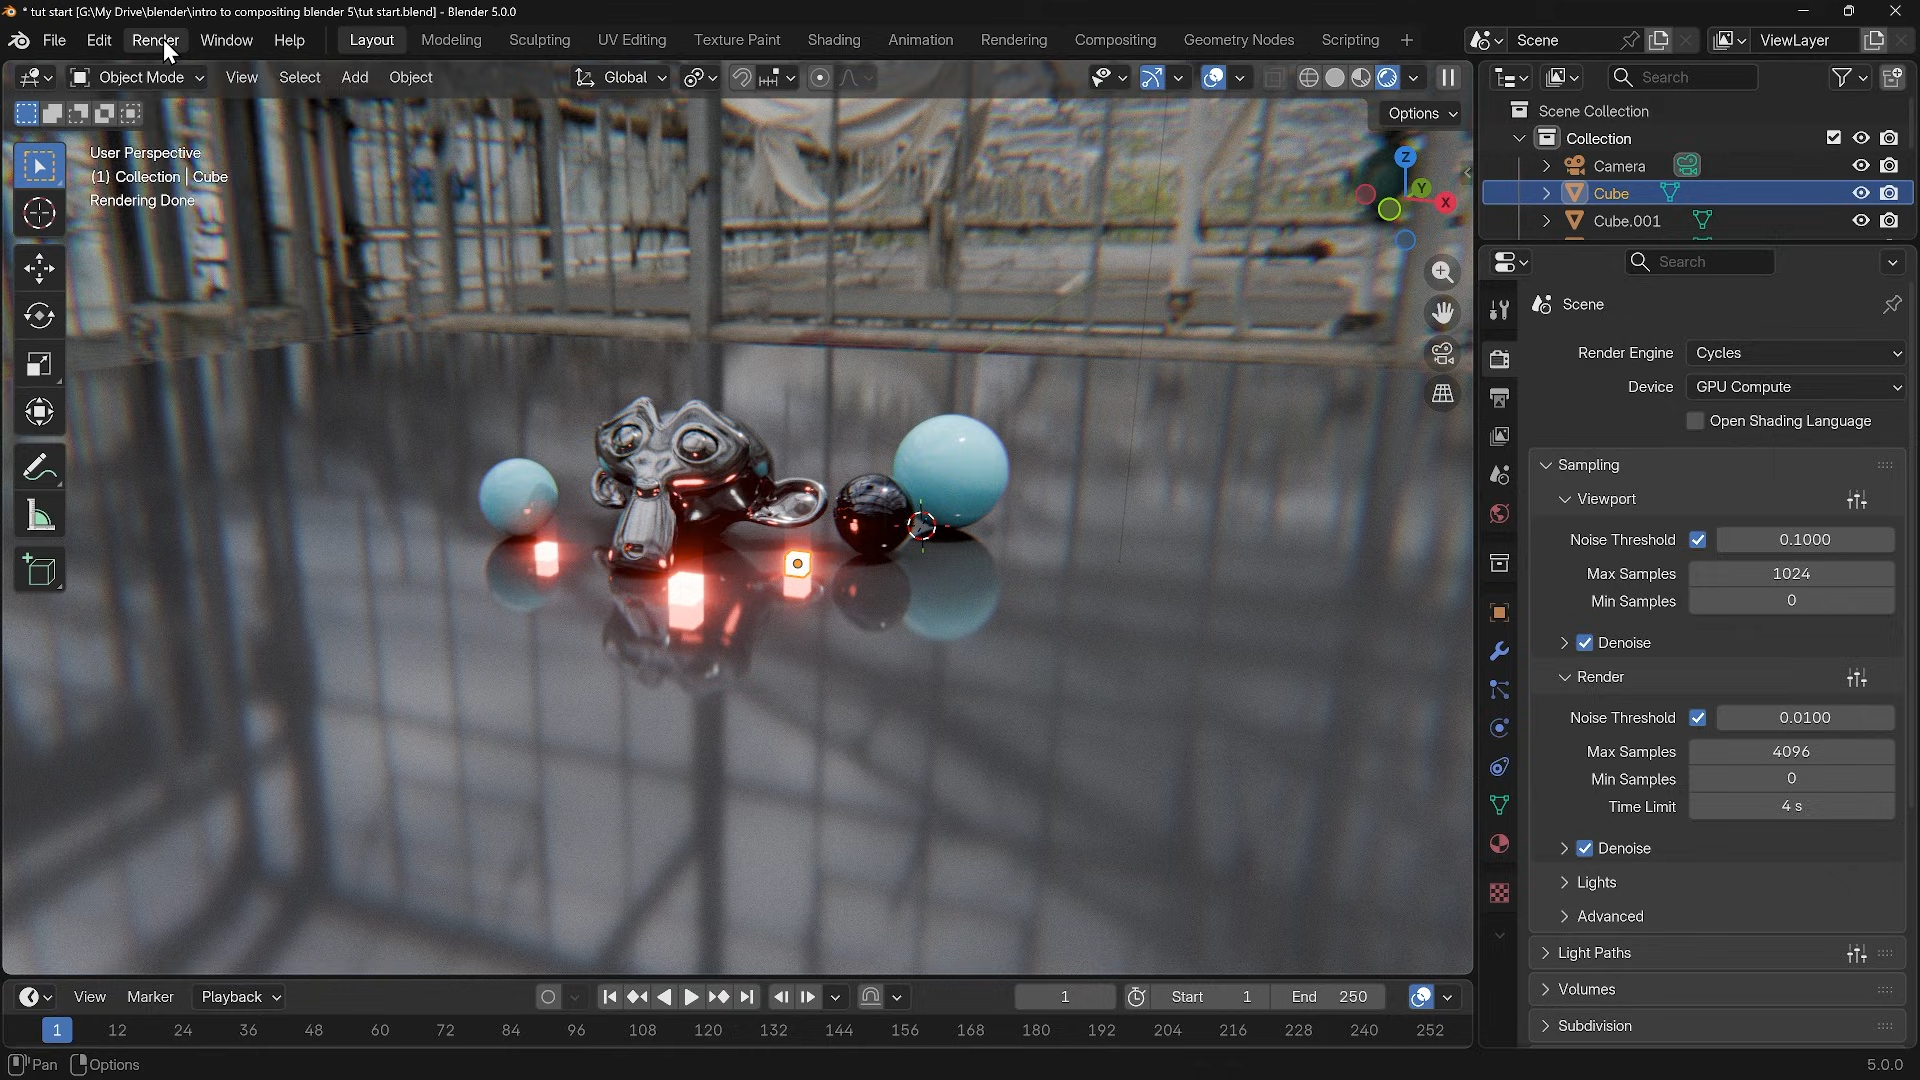 * tut start [G:\My Drive\blender\intro to compositing blender 5\tut start.blend] - Blender 5.0.0
File Edit Render Window Help Layout Modeling Sculpting UV Editing Texture Paint Shading Animation Rendering Compositing Geometry Nodes Scripting + Scene ViewLayer
Object Mode View Select Add Object Global Search
Options
Scene Collection
Collection
Camera
Cube
Cube.001
User Perspective
(1) Collection | Cube
Rendering Done
Z
Y
X
Search
Scene
Render Engine Cycles
Device GPU Compute
Open Shading Language
Sampling
Viewport
Noise Threshold 0.1000
Max Samples 1024
Min Samples 0
Denoise
Render
Noise Threshold 0.0100
Max Samples 4096
Min Samples 0
Time Limit 4 s
Denoise
Lights
Advanced
Light Paths
Volumes
Subdivision
View Marker Playback 1 Start 1 End 250
1 12 24 36 48 60 72 84 96 108 120 132 144 156 168 180 192 204 216 228 240 252
Pan Options 5.0.0